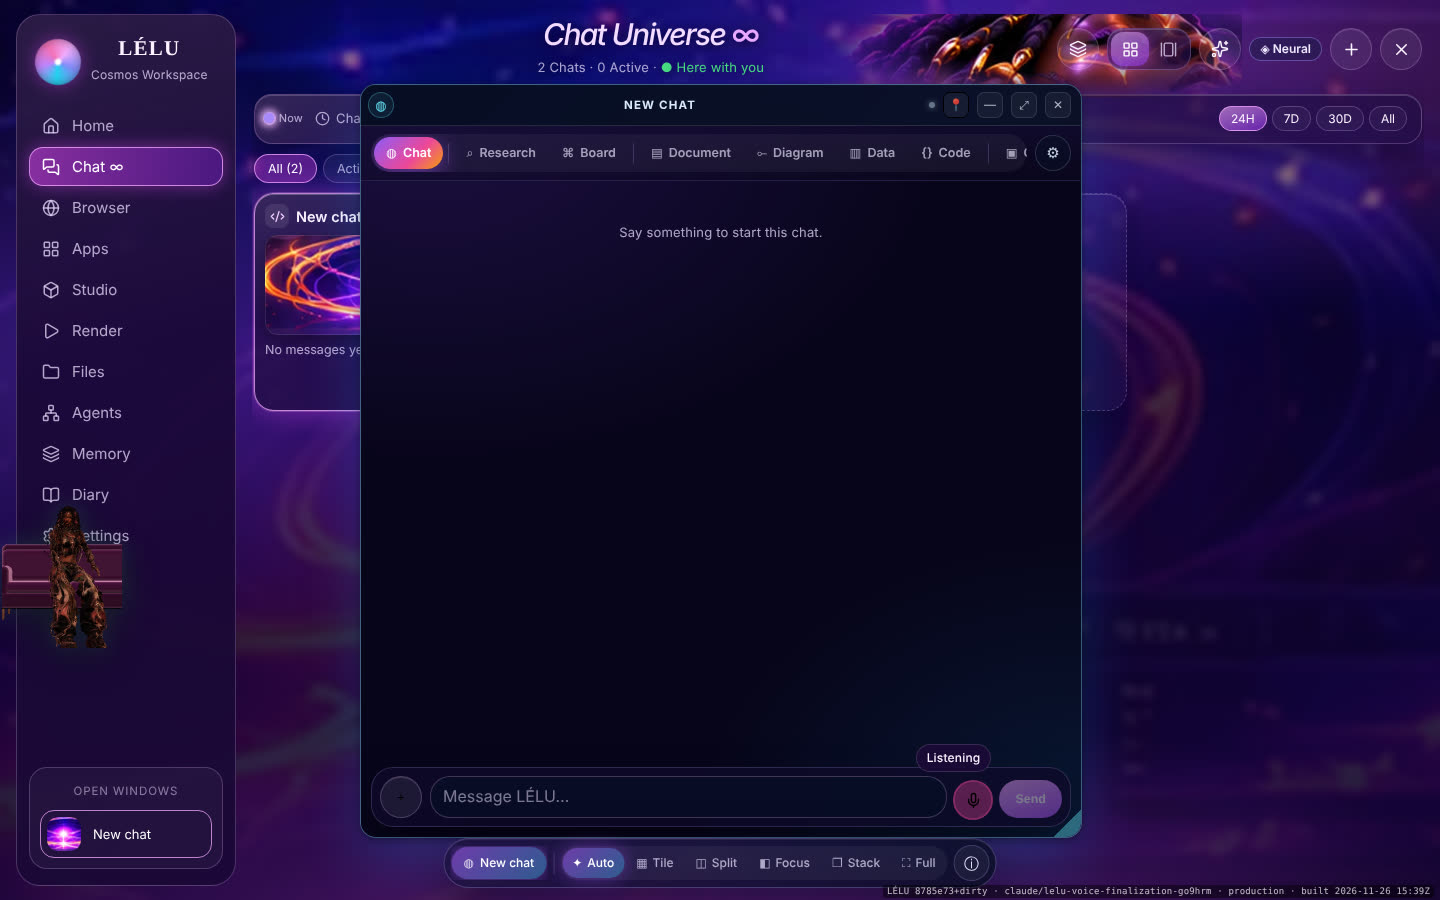 LÉLU
Cosmos Workspace
Home
Chat ∞
Browser
Apps
Studio
Render
Files
Agents
Memory
Diary
ettings
OPEN WINDOWS
New chat
Chat Universe ∞
2 Chats · 0 Active · Here with you
Neural
Now
Cha
24H
7D
30D
All
All (2)
Acti
New chat
No messages ye
NEW CHAT
Chat
Research
Board
Document
Diagram
Data
{} Code
Say something to start this chat.
Listening
Message LÉLU...
Send
New chat
Auto
Tile
Split
Focus
Stack
Full
LÉLU 8785e73+dirty · claude/lelu-voice-finalization-go9hrm · production · built 2026-11-26 15:39Z